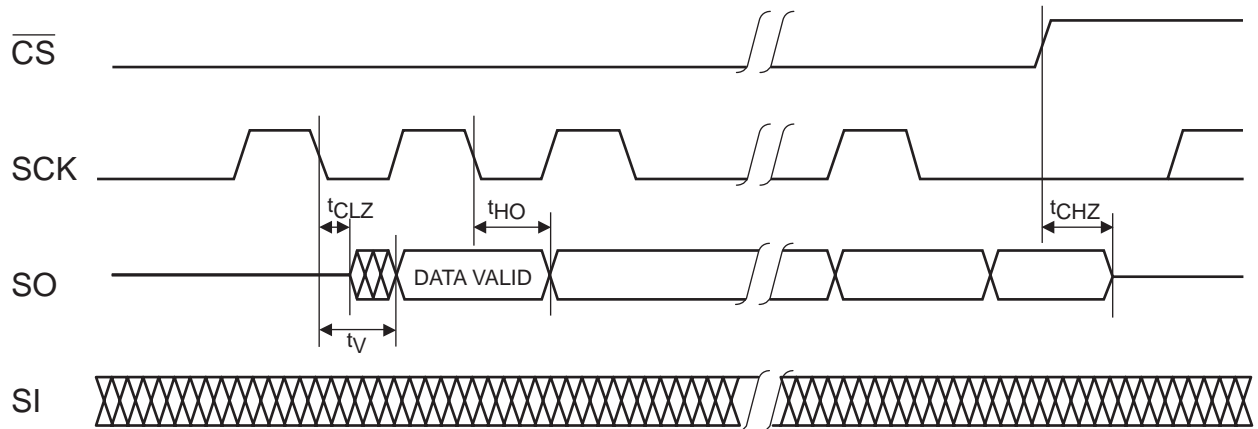 CS
SCK
tCLZ
tHO
tCHZ
SO
DATA VALID
tV
SI